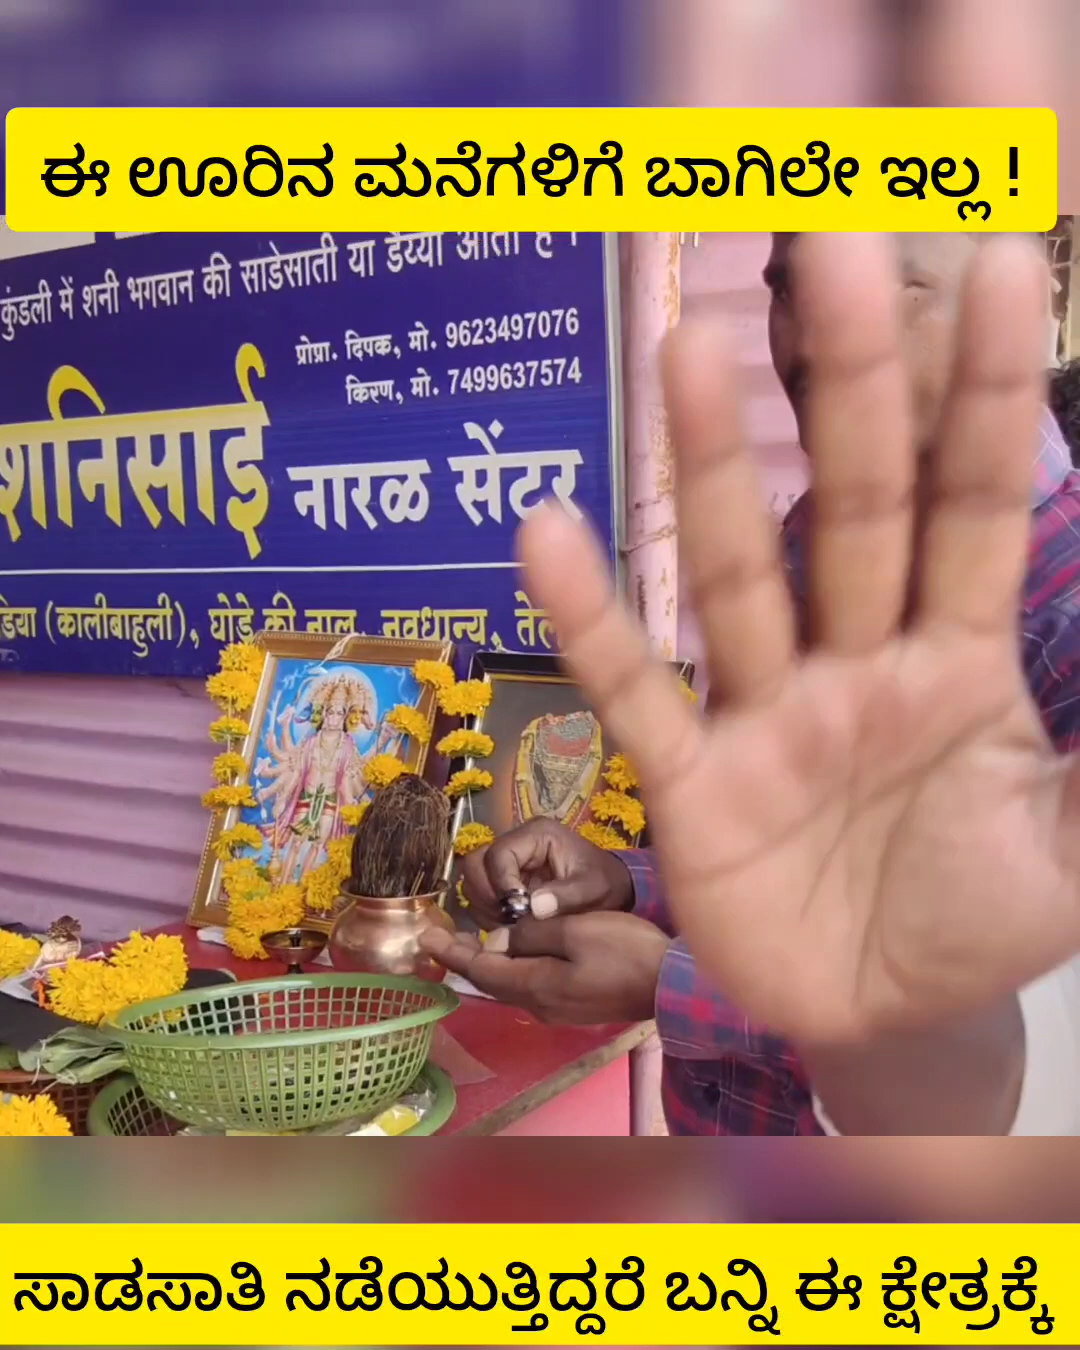 ಈ ಊರಿನ ಮನೆಗಳಿಗೆ ಬಾಗಿಲೇ ಇಲ್ಲ !
कुंडली में शनी भगवान की साडेसाती या ढैय्या आता है ।
प्रोप्रा. दिपक, मो. 9623497076
किरण, मो. 7499637574
शनिसाई नारळ सेंटर
(कालीबाहुली), घोडे की नाल, नवधान्य, तेल
ಸಾಡಸಾತಿ ನಡೆಯುತ್ತಿದ್ದರೆ ಬನ್ನಿ ಈ ಕ್ಷೇತ್ರಕ್ಕೆ